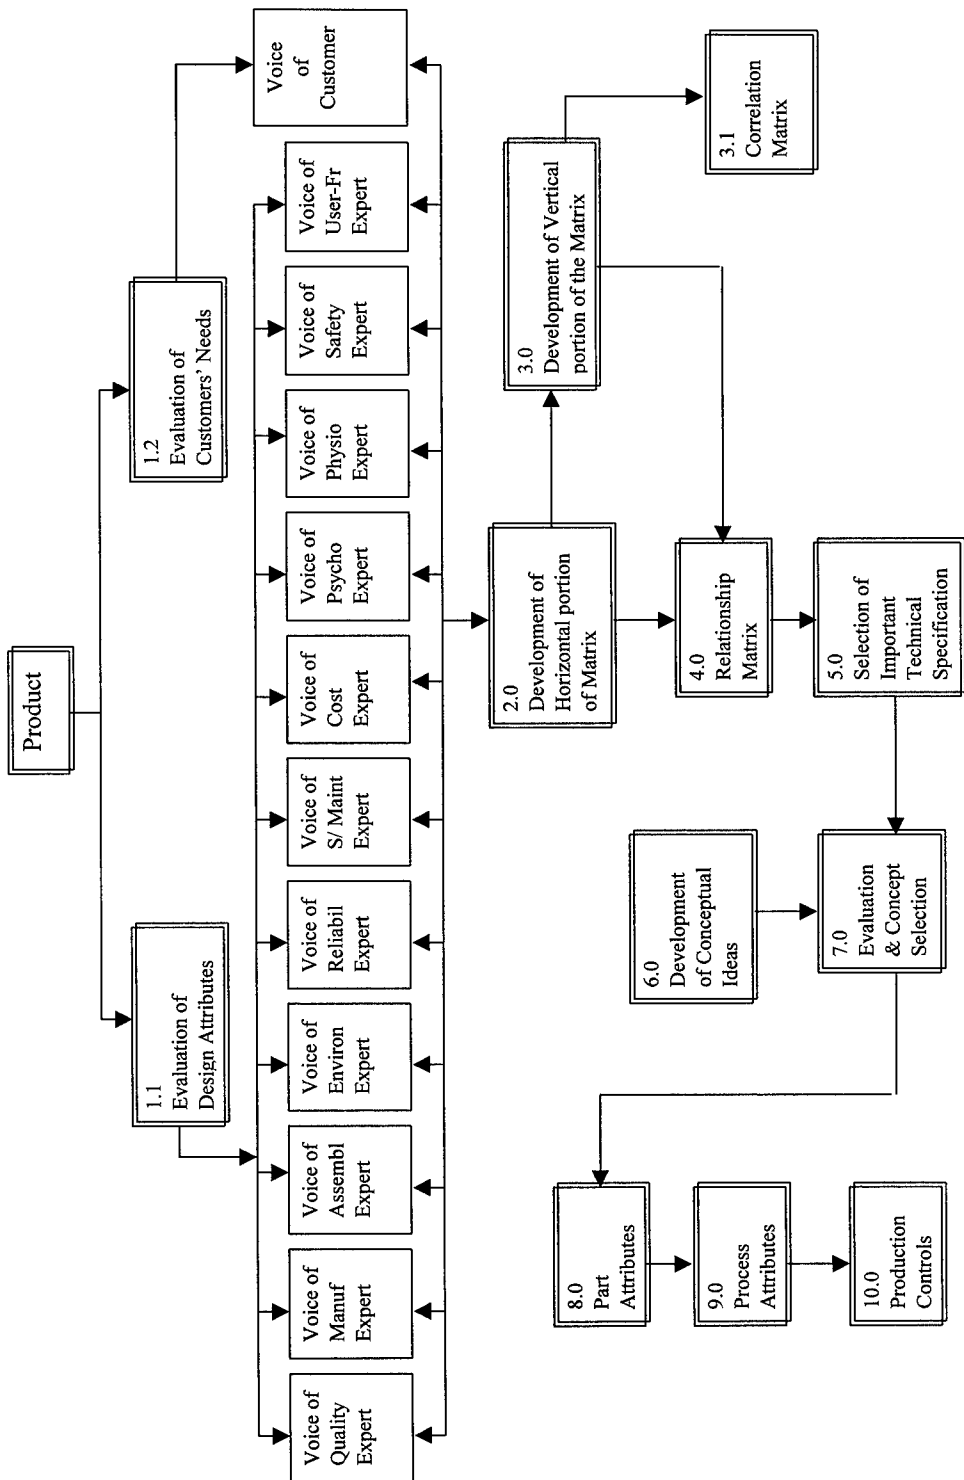 Product
1.1
Evaluation of
Design Attributes
1.2
Evaluation of
Customers' Needs
Voice of
Quality
Expert
Voice of
Manuf
Expert
Voice of
Assembl
Expert
Voice of
Environ
Expert
Voice of
Reliabil
Expert
Voice of
S/ Maint
Expert
Voice of
Cost
Expert
Voice of
Psycho
Expert
Voice of
Physio
Expert
Voice of
Safety
Expert
Voice of
User-Fr
Expert
Voice
of
Customer
2.0
Development of
Horizontal portion
of Matrix
3.0
Development of Vertical
portion of the Matrix
3.1
Correlation
Matrix
4.0
Relationship
Matrix
5.0
Selection of
Important
Technical
Specification
6.0
Development
of Conceptual
Ideas
7.0
Evaluation
& Concept
Selection
8.0
Part
Attributes
9.0
Process
Attributes
10.0
Production
Controls